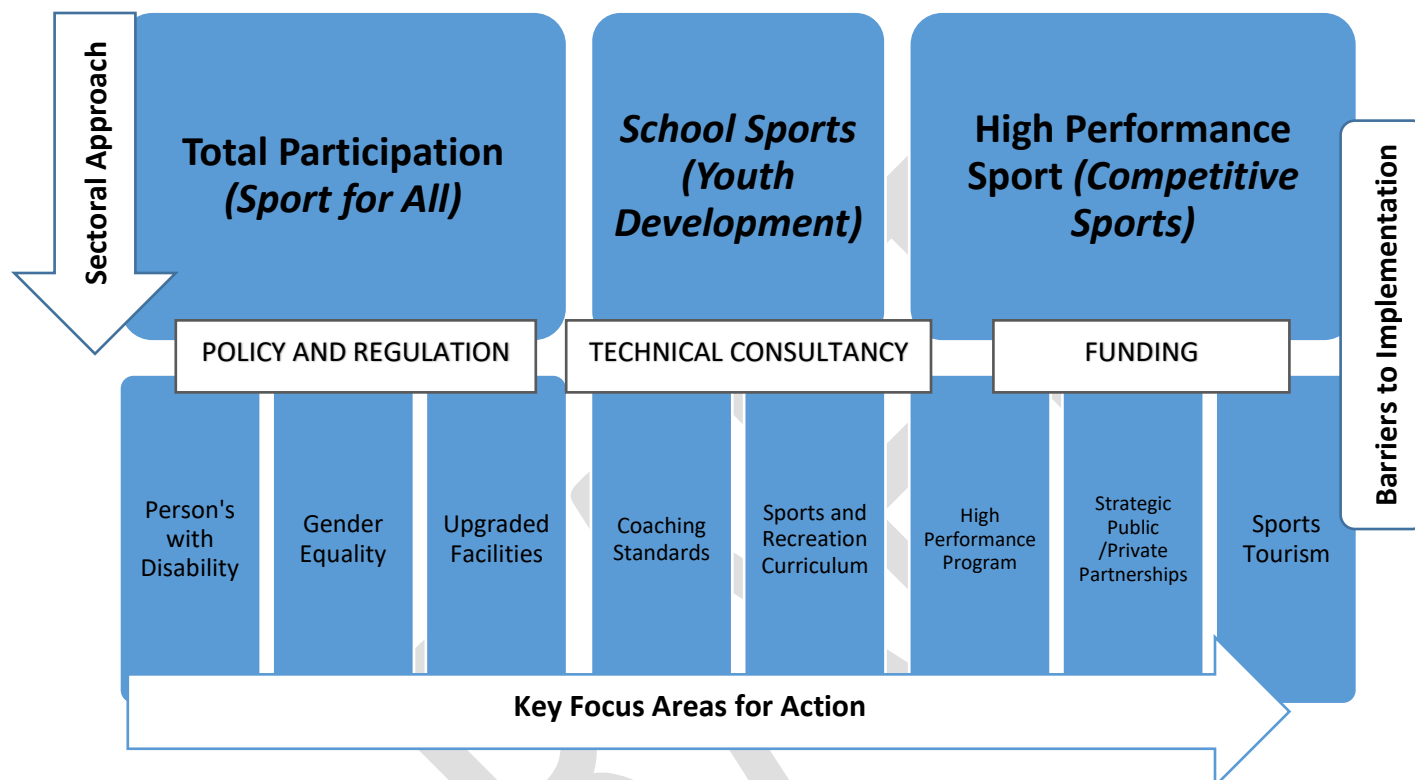 Sectoral Approach
Total Participation
(Sport for All)
School Sports
(Youth
Development)
High Performance
Sport (Competitive
Sports)
Barriers to Implementation
POLICY AND REGULATION
TECHNICAL CONSULTANCY
FUNDING
Person's
with
Disability
Gender
Equality
Upgraded
Facilities
Coaching
Standards
Sports and
Recreation
Curriculum
High
Performance
Program
Strategic
Public
/Private
Partnerships
Sports
Tourism
Key Focus Areas for Action